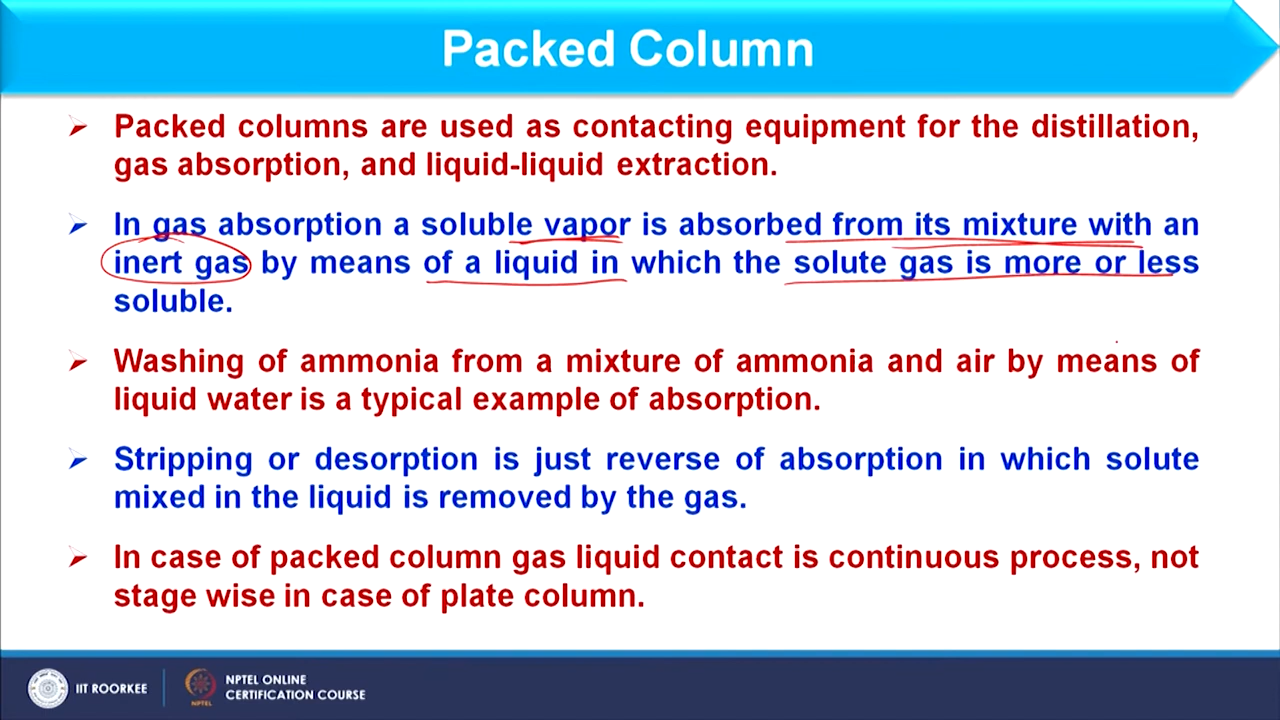 Packed Column
Packed columns are used as contacting equipment for the distillation,
gas absorption, and liquid-liquid extraction.
In gas absorption a soluble vapor is absorbed from its mixture with an
inert gas by means of a liquid in which the solute gas is more or less
soluble.
Washing of ammonia from a mixture of ammonia and air by means of
liquid water is a typical example of absorption.
Stripping or desorption is just reverse of absorption in which solute
mixed in the liquid is removed by the gas.
In case of packed column gas liquid contact is continuous process, not
stage wise in case of plate column.
IIT ROORKEE
NPTEL
NPTEL ONLINE
CERTIFICATION COURSE